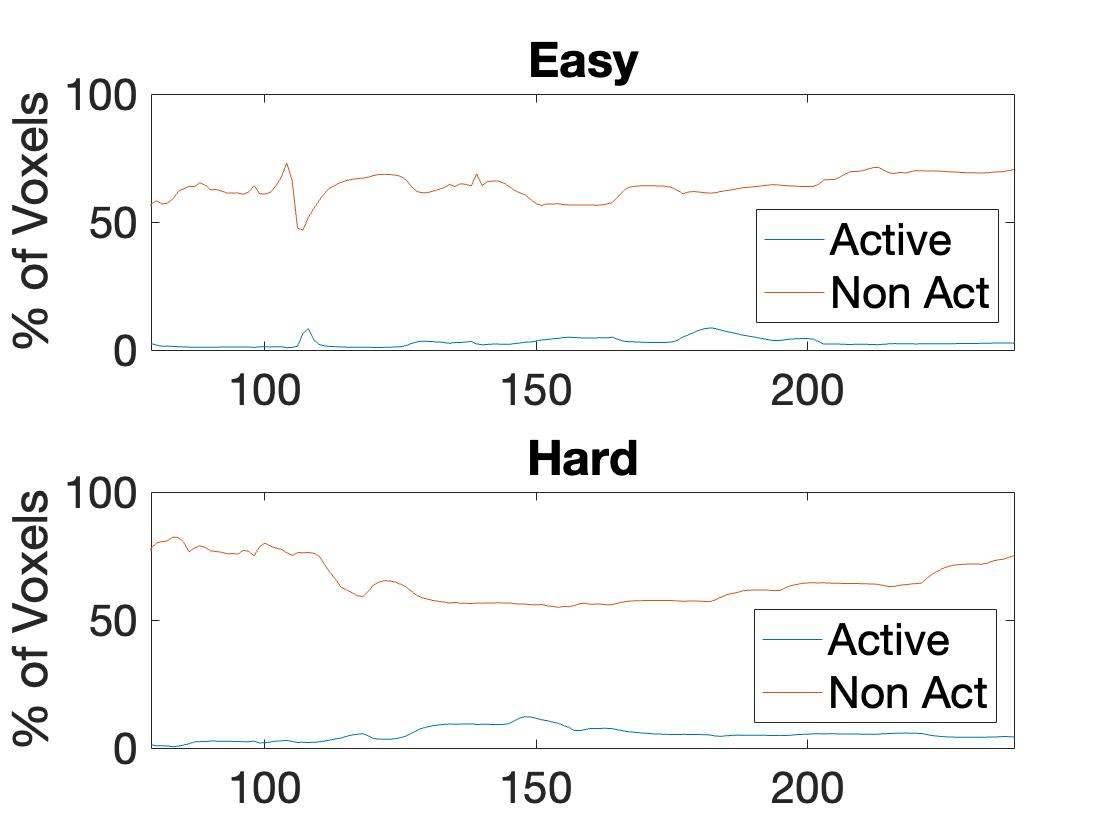 Easy
% of Voxels
100
50
0
Active
Non Act
100 150 200
Hard
% of Voxels
100
50
0
Active
Non Act
100 150 200